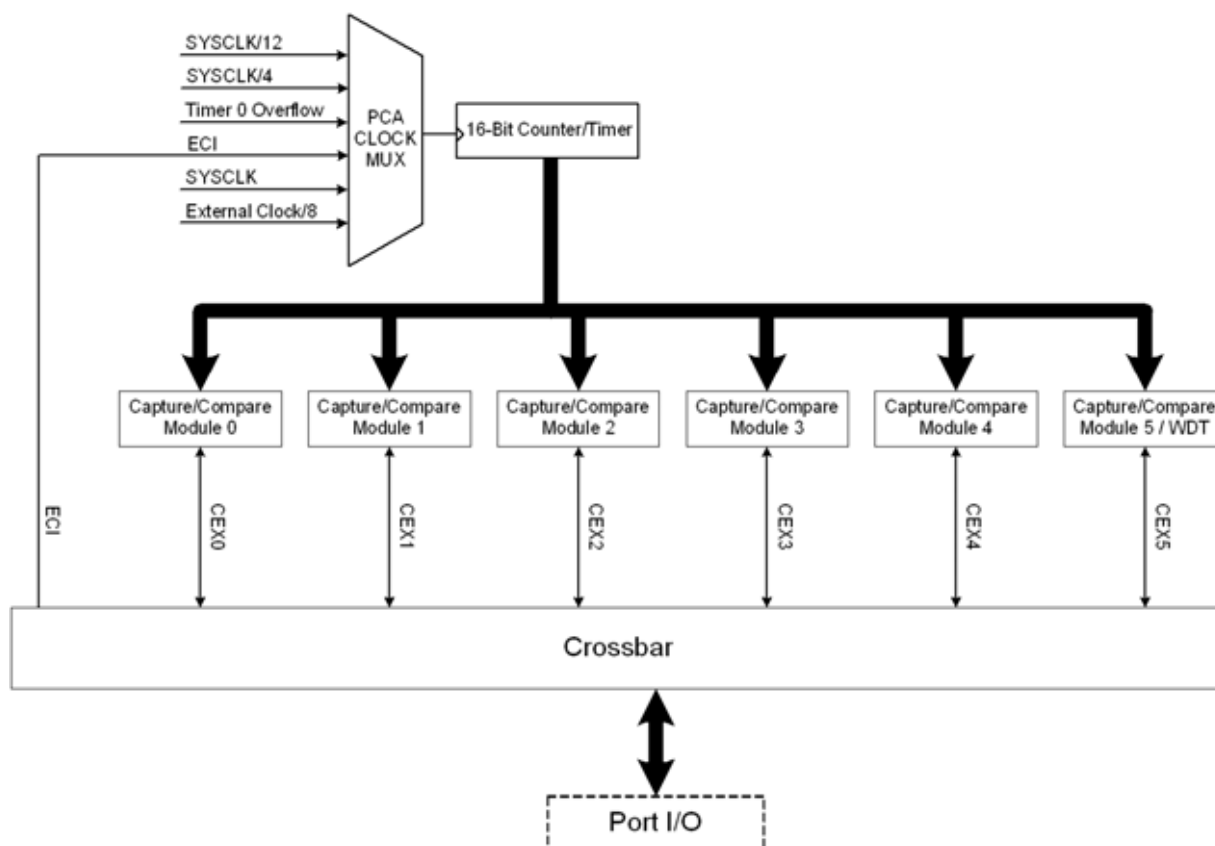 SYSCLK/12
SYSCLK/4
Timer 0 Overflow
ECI
SYSCLK
External Clock/8
PCA
CLOCK
MUX
16-Bit Counter/Timer
Capture/Compare
Module 0
Capture/Compare
Module 1
Capture/Compare
Module 2
Capture/Compare
Module 3
Capture/Compare
Module 4
Capture/Compare
Module 5 / WDT
ECI
CEX0
CEX1
CEX2
CEX3
CEX4
CEX5
Crossbar
Port I/O